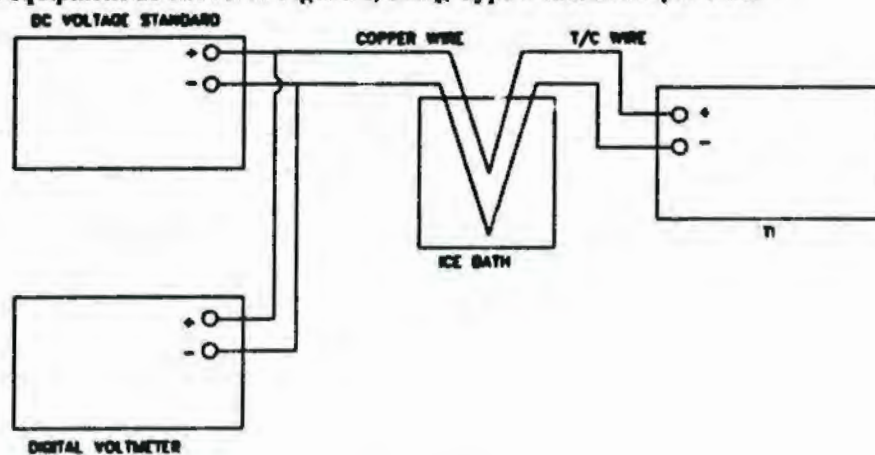 DC VOLTAGE STANDARD
COPPER WIRE
T/C WIRE
+
-
+
-
ICE BATH
TI
+
-
DIGITAL VOLTMETER